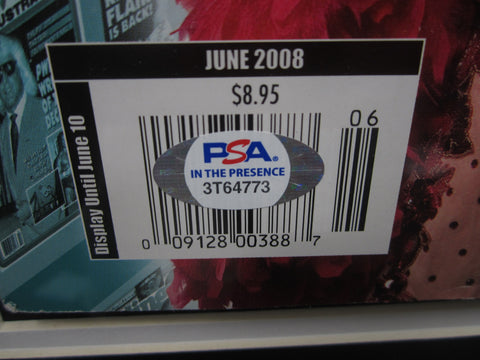 FLAIR
IS BACK!
JUNE 2008
$8.95
Display Until June 10
06
PSA
IN THE PRESENCE
3T64773
0 09128 00388 7